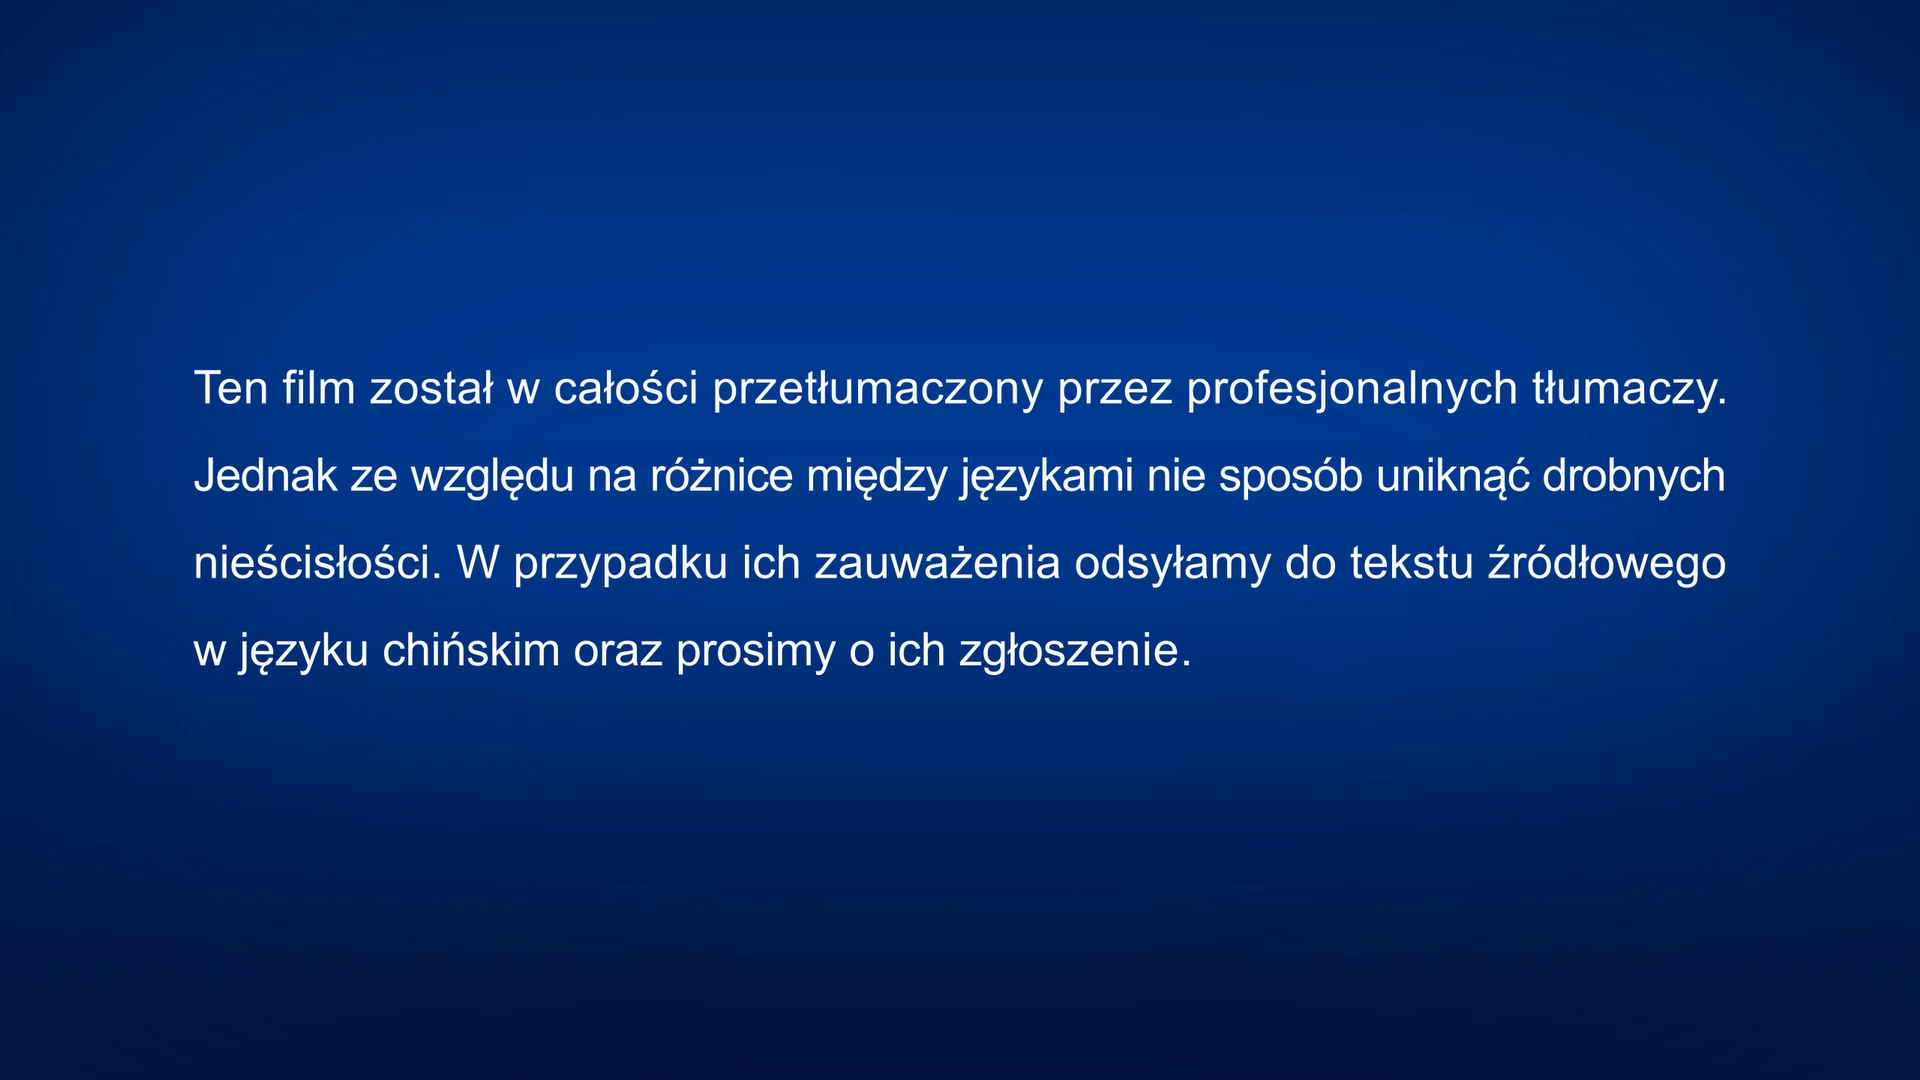 Ten film został w całości przetłumaczony przez profesjonalnych tłumaczy.
Jednak ze względu na różnice między językami nie sposób uniknąć drobnych
nieścisłości. W przypadku ich zauważenia odsyłamy do tekstu źródłowego
w języku chińskim oraz prosimy o ich zgłoszenie.